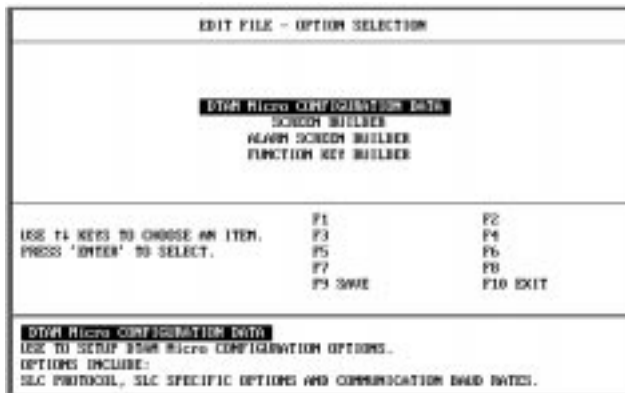 EDIT FILE - OPTION SELECTION
DTAM Micro CONFIGURATION DATA
SCREEN BUILDER
ALARM SCREEN BUILDER
FUNCTION KEY BUILDER
USE ↑↓ KEYS TO CHOOSE AN ITEM.
PRESS 'ENTER' TO SELECT.
F1 F2
F3 F4
F5 F6
F7 F8
F9 SAVE F10 EXIT
DTAM Micro CONFIGURATION DATA
USE TO SETUP DTAM Micro CONFIGURATION OPTIONS.
OPTIONS INCLUDE:
SLC PROTOCOL, SLC SPECIFIC OPTIONS AND COMMUNICATION BAUD RATES.